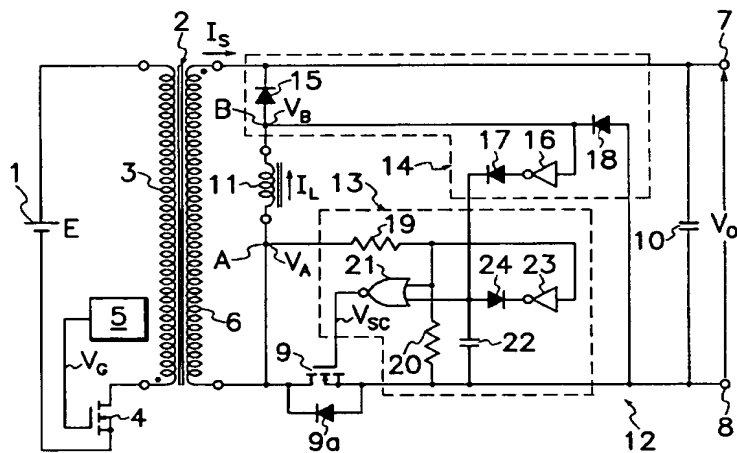 2 I_S 7
15
B V_B
17 16 18
1 3 11 I_L 14
E 13 10 V_O
19
A V_A 21 24 23
5 6
V_SC
V_G 9 20 22
4 9a 12 8